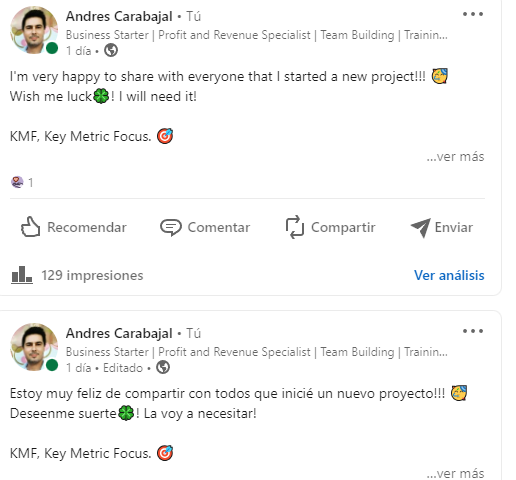 Andres Carabajal • Tú
Business Starter | Profit and Revenue Specialist | Team Building | Trainin...
1 día •
I'm very happy to share with everyone that I started a new project!!! 🥳
Wish me luck🍀! I will need it!
KMF, Key Metric Focus. 🎯
...ver más
1
Recomendar
Comentar
Compartir
Enviar
129 impresiones
Ver análisis
Andres Carabajal • Tú
Business Starter | Profit and Revenue Specialist | Team Building | Trainin...
1 día • Editado •
Estoy muy feliz de compartir con todos que inicié un nuevo proyecto!!! 🥳
Deseenme suerte🍀! La voy a necesitar!
KMF, Key Metric Focus. 🎯
...ver más